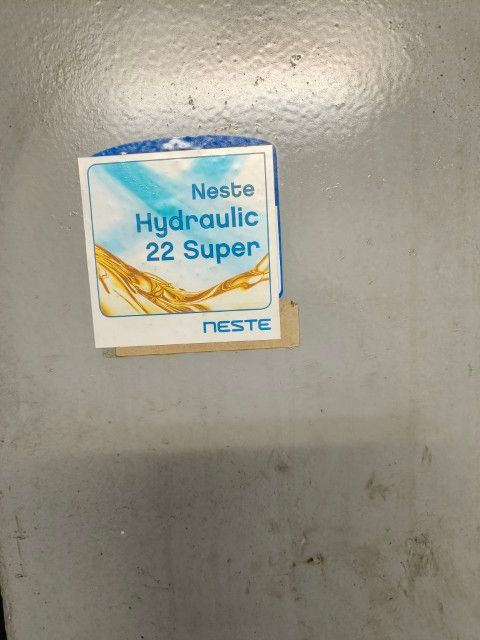 Neste
Hydraulic
22 Super
NESTE